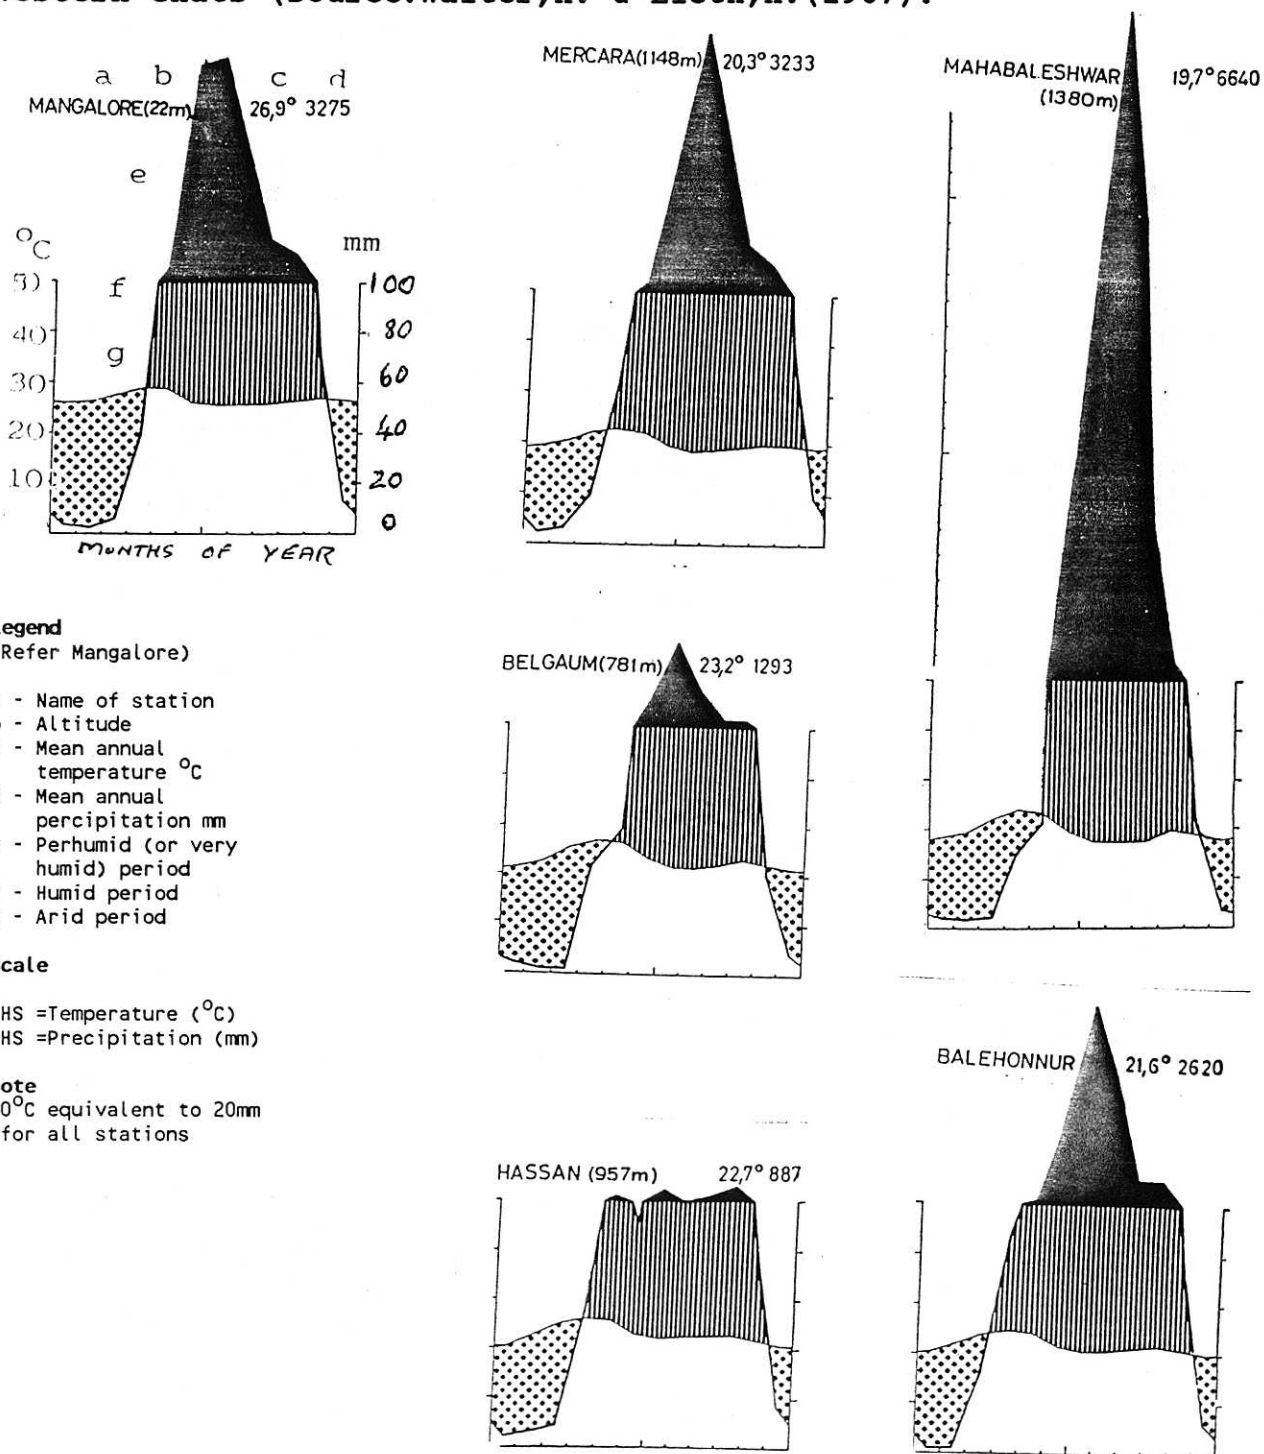 a b c d
MANGALORE(22m) 26,9° 3275
e
°C mm
f
g
50 100
40 80
30 60
20 40
10 20
0
MONTHS OF YEAR
MERCARA(1148m) 20,3° 3233
MAHABALESHWAR 19,7° 6640
(1380m)
BELGAUM(781m) 23,2° 1293
HASSAN (957m) 22,7° 887
BALEHONNUR 21,6° 2620
egend
Refer Mangalore)
- Name of station
- Altitude
- Mean annual
temperature °C
- Mean annual
percipitation mm
- Perhumid (or very
humid) period
- Humid period
- Arid period
cale
HS =Temperature (°C)
HS =Precipitation (mm)
ote
0°C equivalent to 20mm
for all stations